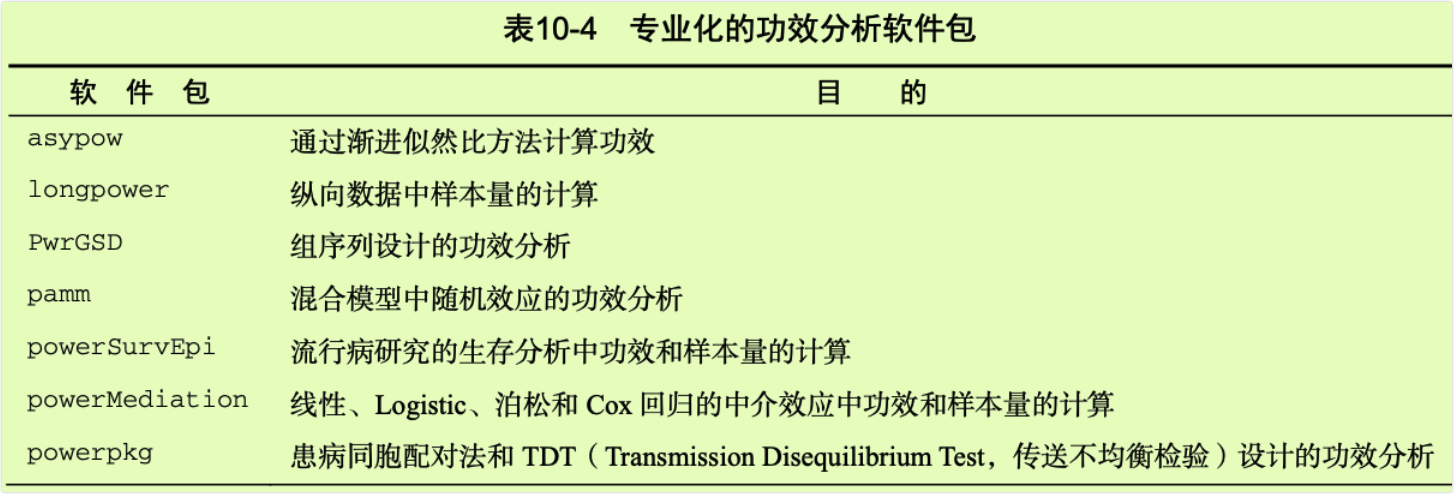 表10-4 专业化的功效分析软件包
软 件 包 目 的
asypow 通过渐进似然比方法计算功效
longpower 纵向数据中样本量的计算
PwrGSD 组序列设计的功效分析
pamm 混合模型中随机效应的功效分析
powerSurvEpi 流行病研究的生存分析中功效和样本量的计算
powerMediation 线性、Logistic、泊松和 Cox 回归的中介效应中功效和样本量的计算
powerpkg 患病同胞配对法和 TDT（Transmission Disequilibrium Test，传送不均衡检验）设计的功效分析